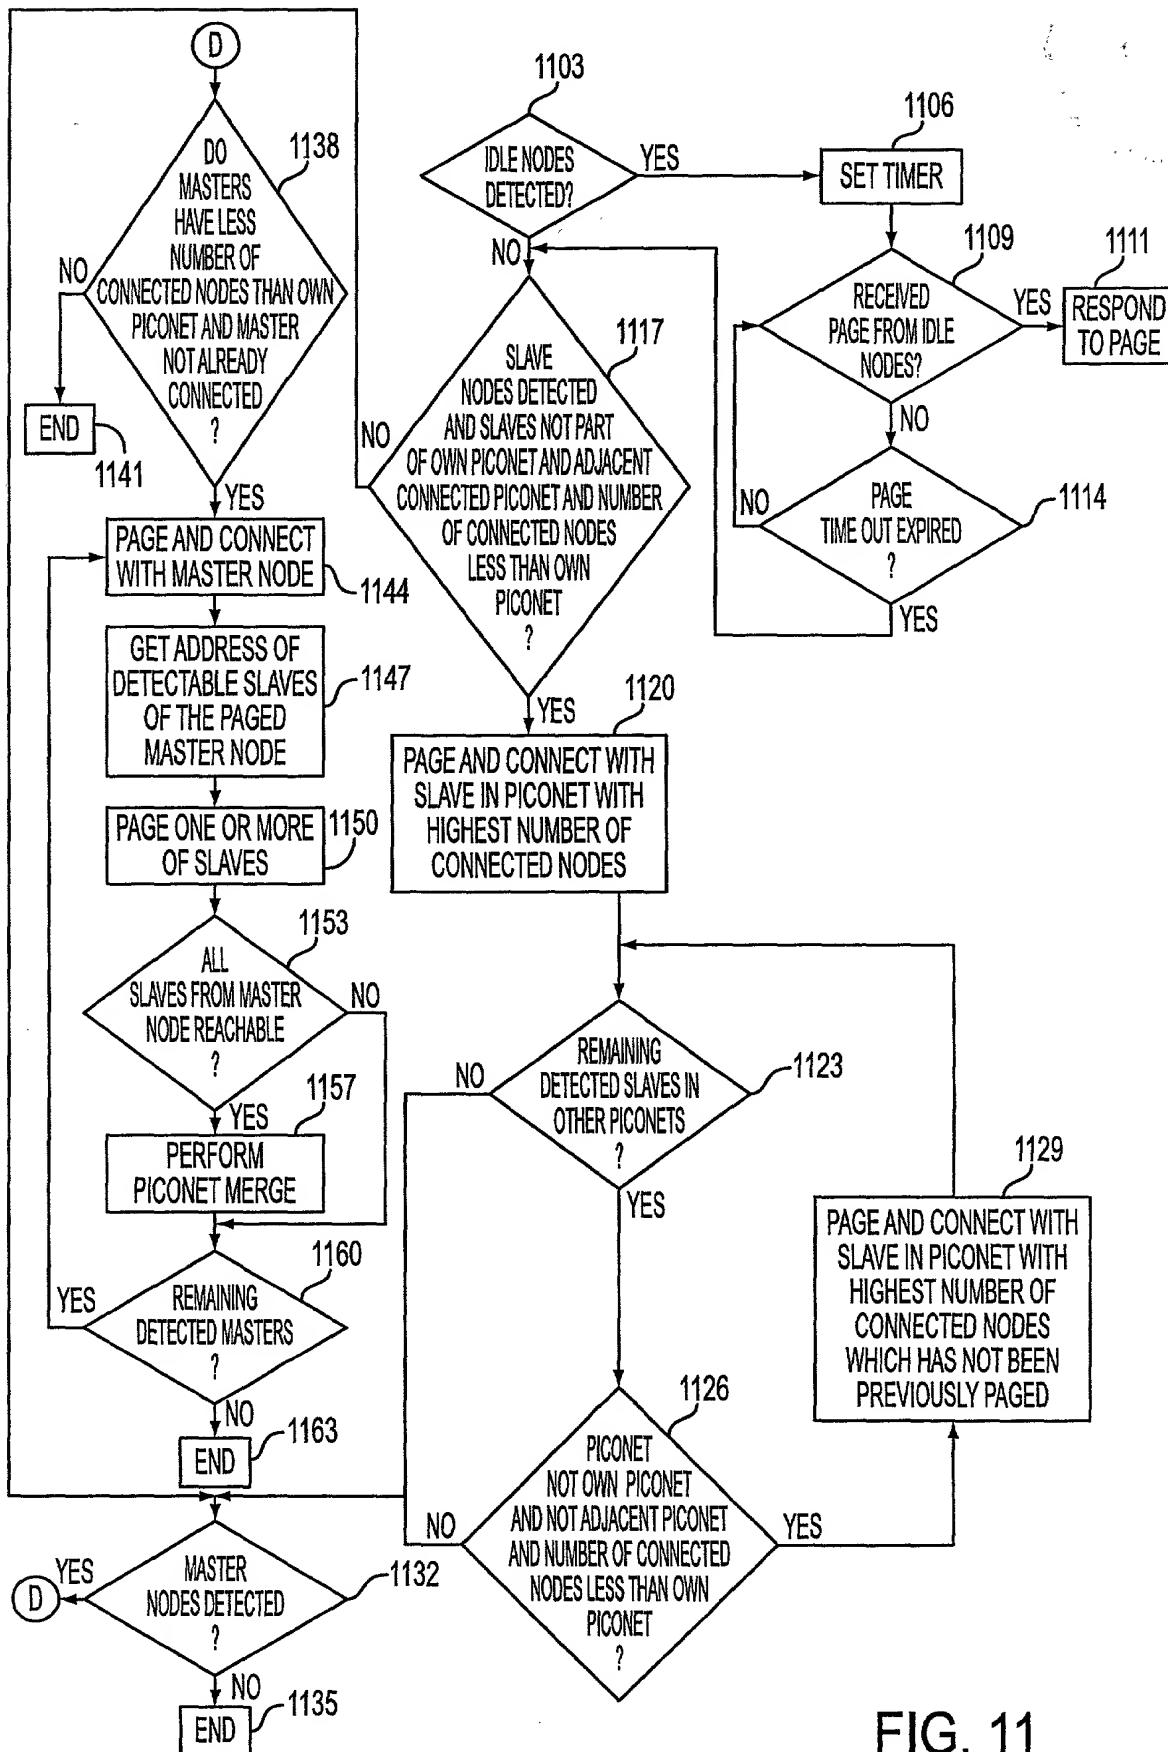 D
DO
MASTERS
HAVE LESS
NUMBER OF
CONNECTED NODES THAN OWN
PICONET AND MASTER
NOT ALREADY
CONNECTED
?
1138
NO
END
1141
YES
PAGE AND CONNECT
WITH MASTER NODE
1144
GET ADDRESS OF
DETECTABLE SLAVES
OF THE PAGED
MASTER NODE
1147
PAGE ONE OR MORE
OF SLAVES
1150
ALL
SLAVES FROM MASTER
NODE REACHABLE
?
1153
NO
YES
1157
PERFORM
PICONET MERGE
1160
REMAINING
DETECTED MASTERS
?
YES
NO
1163
END
MASTER
NODES DETECTED
?
1132
YES
D
NO
1135
END
1103
IDLE NODES
DETECTED?
YES
NO
1106
SET TIMER
1109
RECEIVED
PAGE FROM IDLE
NODES?
YES
1111
RESPOND
TO PAGE
NO
PAGE
TIME OUT EXPIRED
?
1114
NO
YES
1117
SLAVE
NODES DETECTED
AND SLAVES NOT PART
OF OWN PICONET AND ADJACENT
CONNECTED PICONET AND NUMBER
OF CONNECTED NODES
LESS THAN OWN
PICONET
?
NO
YES
1120
PAGE AND CONNECT WITH
SLAVE IN PICONET WITH
HIGHEST NUMBER OF
CONNECTED NODES
REMAINING
DETECTED SLAVES IN
OTHER PICONETS
?
1123
NO
YES
1126
PICONET
NOT OWN PICONET
AND NOT ADJACENT PICONET
AND NUMBER OF CONNECTED
NODES LESS THAN OWN
PICONET
?
NO
YES
1129
PAGE AND CONNECT WITH
SLAVE IN PICONET WITH
HIGHEST NUMBER OF
CONNECTED NODES
WHICH HAS NOT BEEN
PREVIOUSLY PAGED
FIG. 11